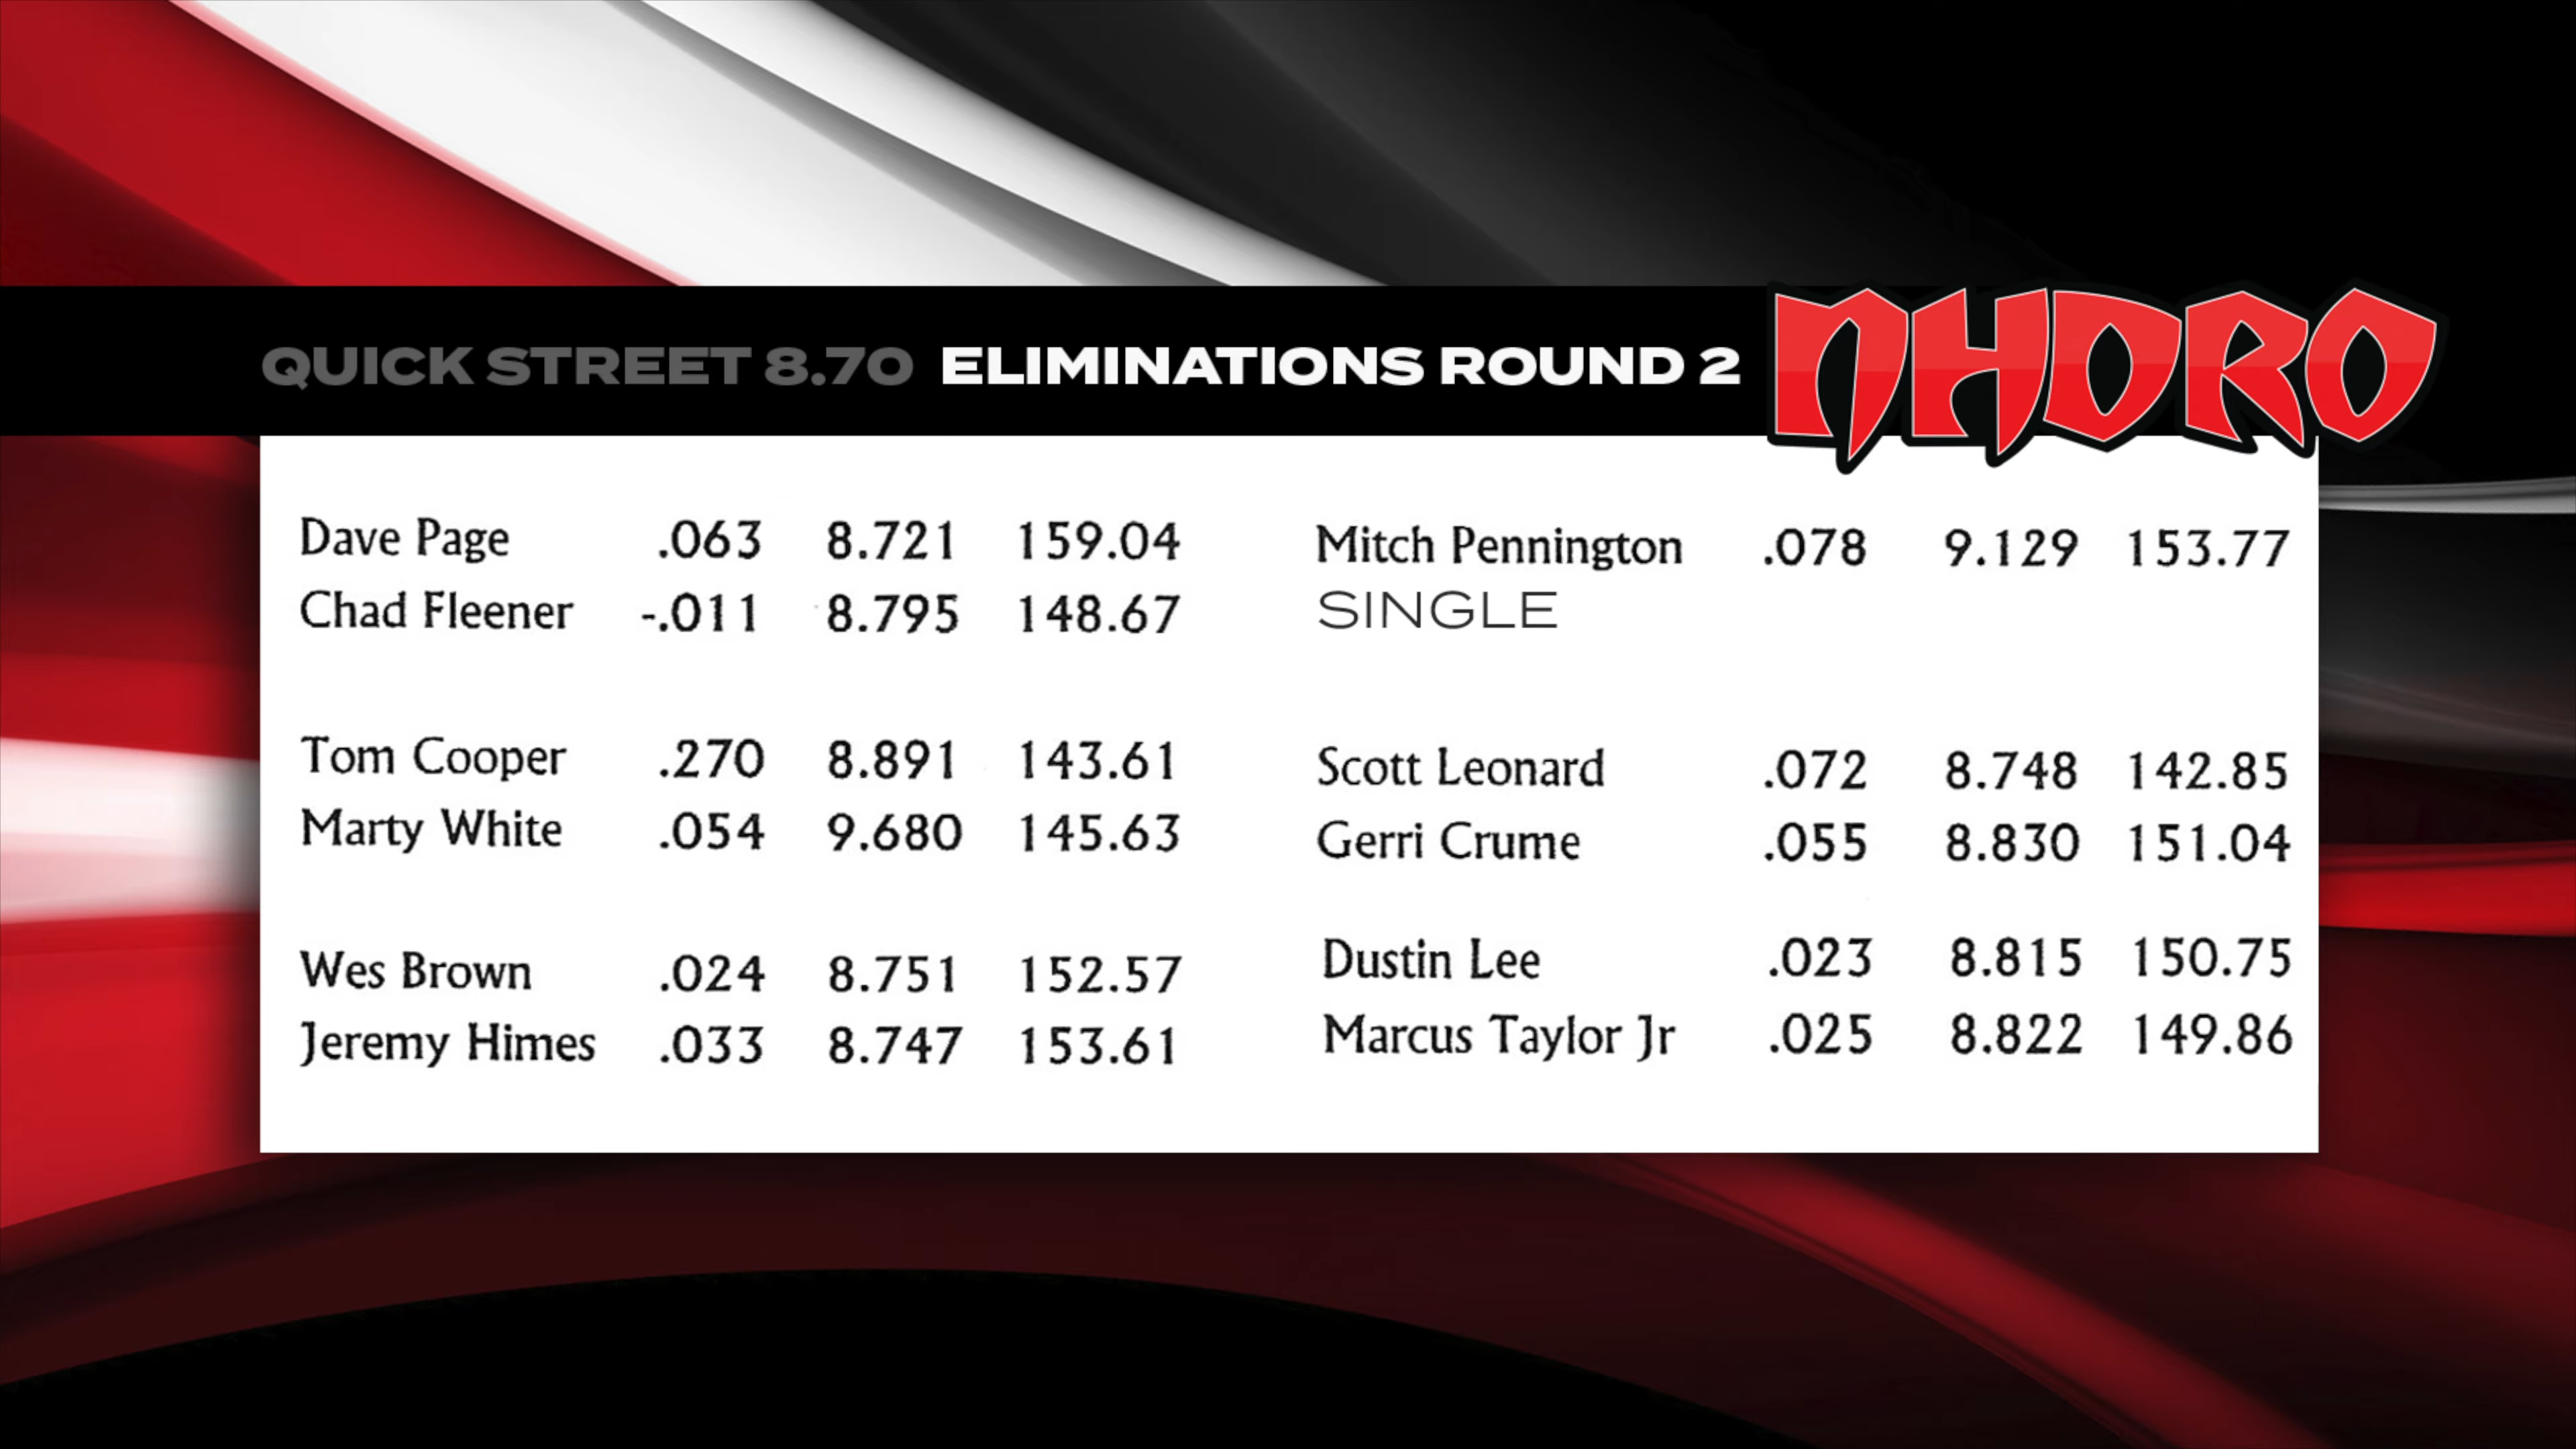 QUICK STREET 8.70 ELIMINATIONS ROUND 2 NHDRO
Dave Page .063 8.721 159.04
Chad Fleener -.011 8.795 148.67
Tom Cooper .270 8.891 143.61
Marty White .054 9.680 145.63
Wes Brown .024 8.751 152.57
Jeremy Himes .033 8.747 153.61
Mitch Pennington .078 9.129 153.77
SINGLE
Scott Leonard .072 8.748 142.85
Gerri Crume .055 8.830 151.04
Dustin Lee .023 8.815 150.75
Marcus Taylor Jr .025 8.822 149.86